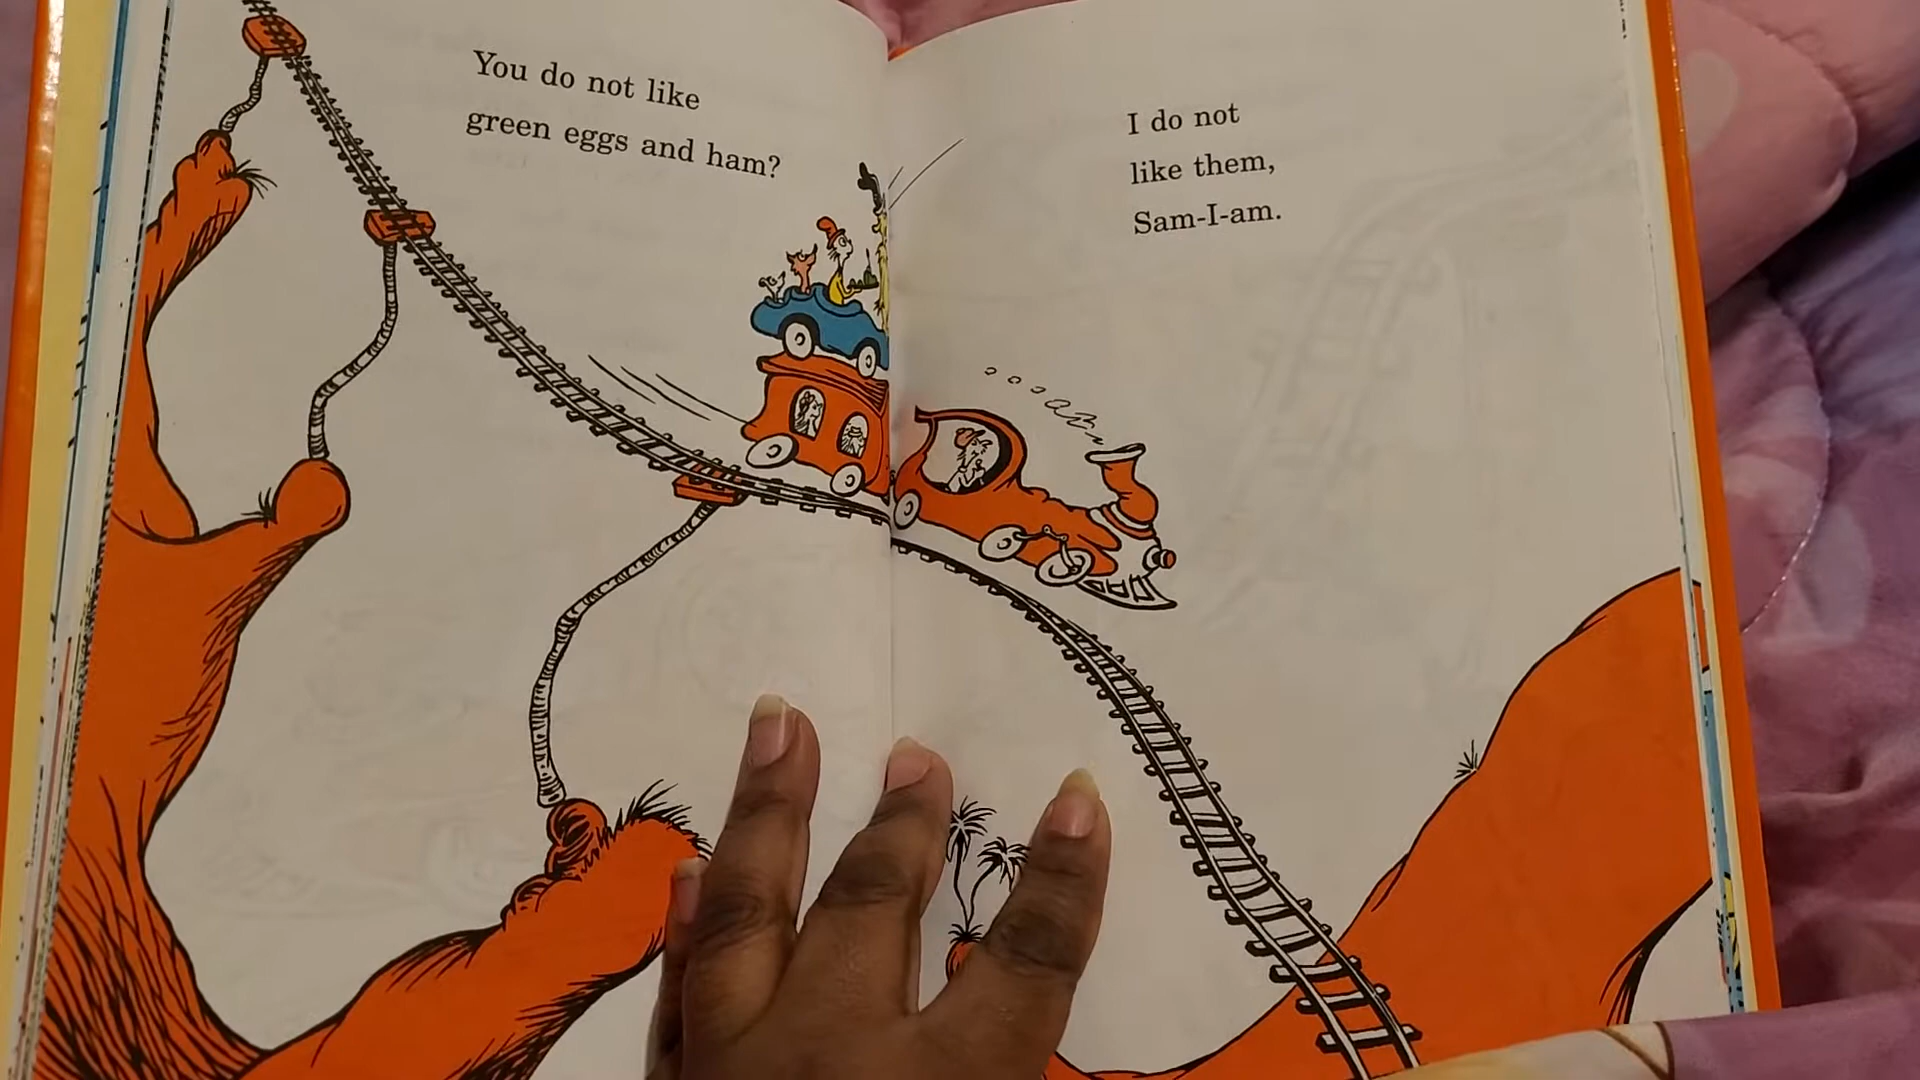 You do not like
green eggs and ham?
I do not
like them,
Sam-I-am.